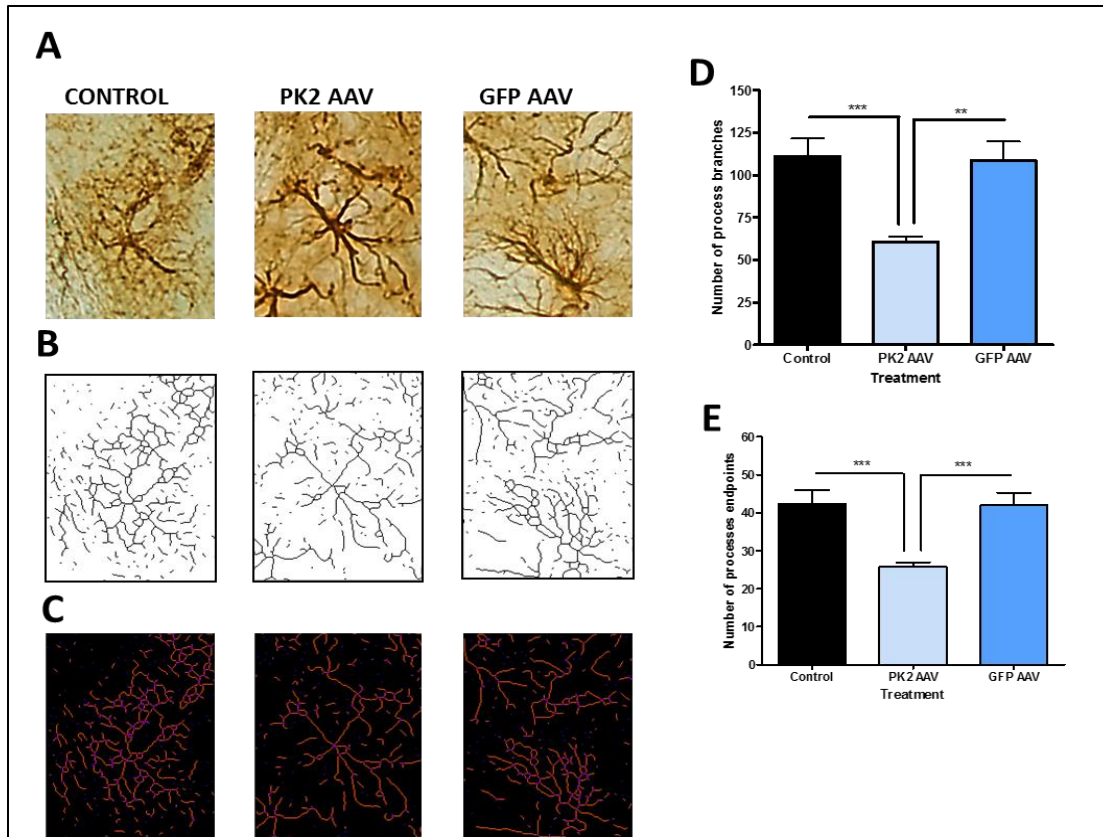 A
CONTROL PK2 AAV GFP AAV
B
C
D
Number of process branches
150
125
100
75
50
25
0
*** **
Control PK2 AAV GFP AAV
Treatment
E
Number of processes endpoints
60
50
40
30
20
10
0
*** ***
Control PK2 AAV GFP AAV
Treatment